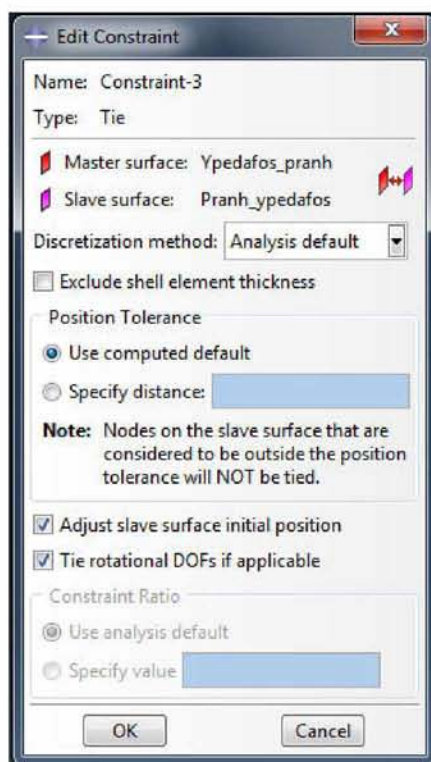 Edit Constraint
Name: Constraint-3
Type: Tie
Master surface: Ypedafos_pranh
Slave surface: Pranh_ypedafos
Discretization method: Analysis default
Exclude shell element thickness
Position Tolerance
Use computed default
Specify distance:
Note: Nodes on the slave surface that are
considered to be outside the position
tolerance will NOT be tied.
Adjust slave surface initial position
Tie rotational DOFs if applicable
Constraint Ratio
Use analysis default
Specify value
OK Cancel